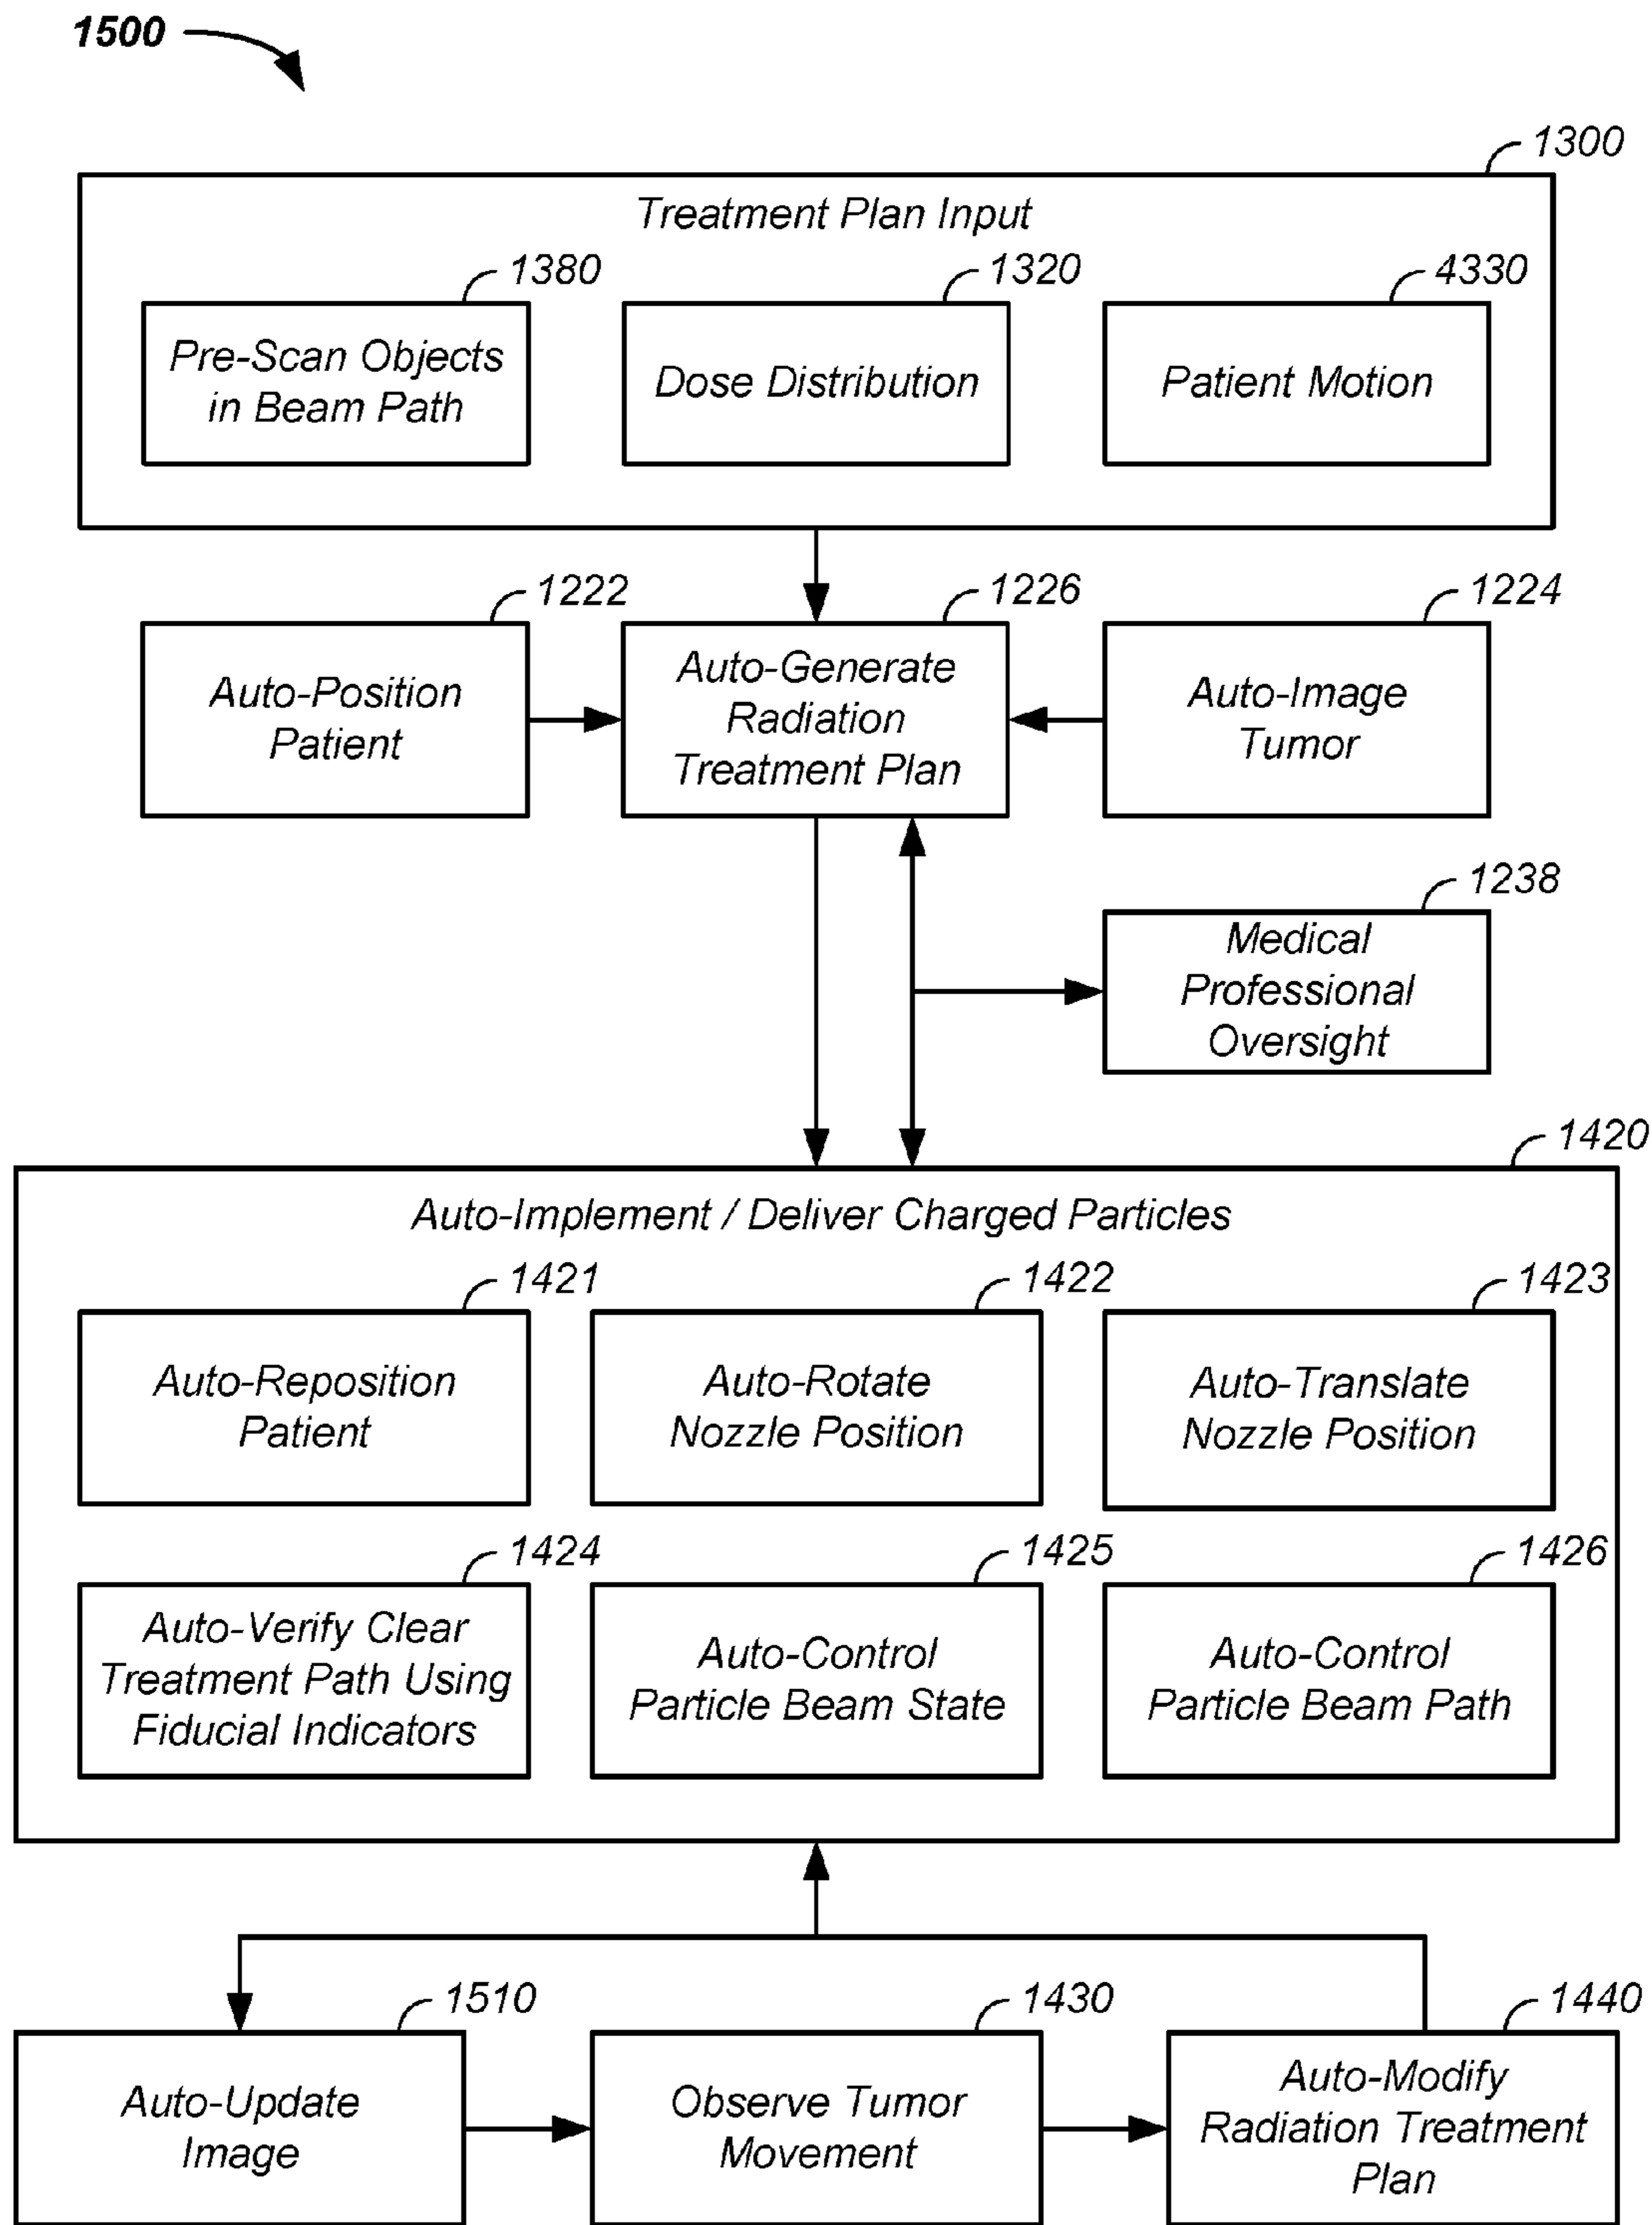 1500
1300
Treatment Plan Input
1380
1320
4330
Pre-Scan Objects
in Beam Path
Dose Distribution
Patient Motion
1222
1226
1224
Auto-Position
Patient
Auto-Generate
Radiation
Treatment Plan
Auto-Image
Tumor
1238
Medical
Professional
Oversight
1420
Auto-Implement / Deliver Charged Particles
1421
1422
1423
Auto-Reposition
Patient
Auto-Rotate
Nozzle Position
Auto-Translate
Nozzle Position
1424
1425
1426
Auto-Verify Clear
Treatment Path Using
Fiducial Indicators
Auto-Control
Particle Beam State
Auto-Control
Particle Beam Path
1510
1430
1440
Auto-Update
Image
Observe Tumor
Movement
Auto-Modify
Radiation Treatment
Plan